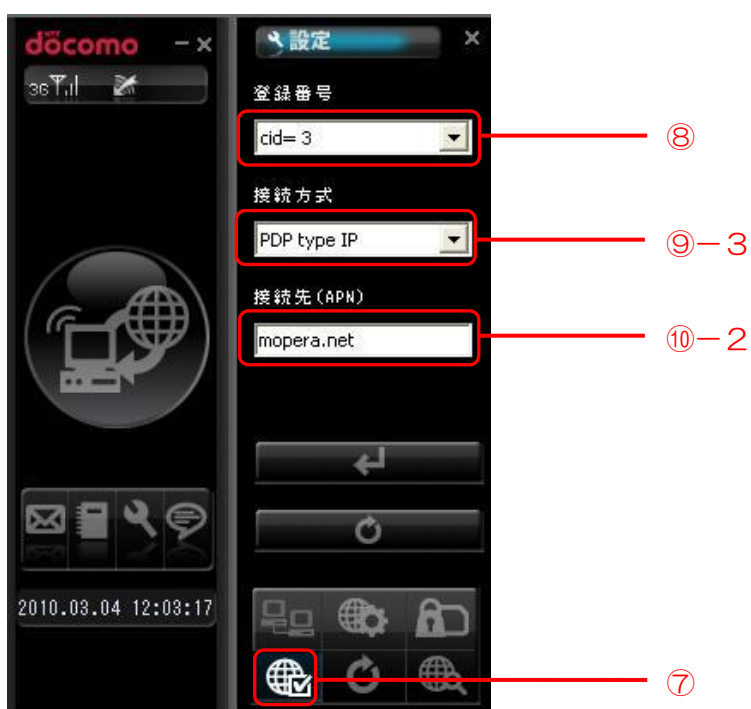 döcomo
設定
3G
登録番号
cid= 3
⑧
接続方式
PDP type IP
⑨－3
接続先(APN)
mopera.net
⑩－2
2010.03.04 12:03:17
⑦